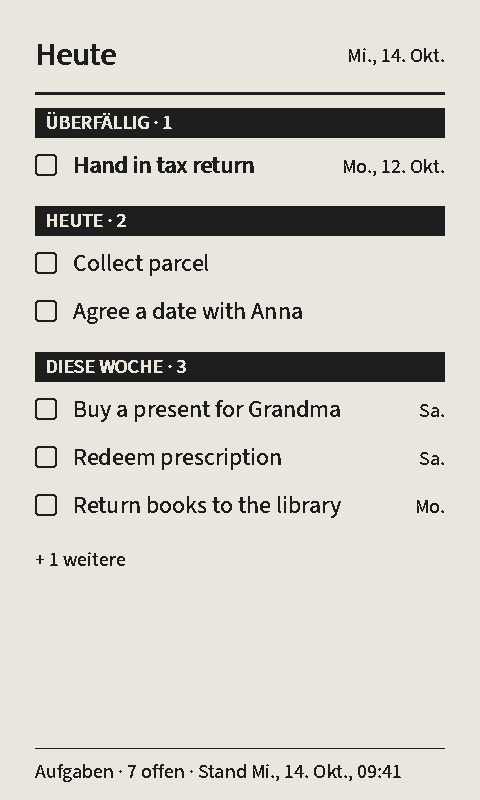 Heute
Mi., 14. Okt.
ÜBERFÄLLIG · 1
Hand in tax return
Mo., 12. Okt.
HEUTE · 2
Collect parcel
Agree a date with Anna
DIESE WOCHE · 3
Buy a present for Grandma
Sa.
Redeem prescription
Sa.
Return books to the library
Mo.
+ 1 weitere
Aufgaben · 7 offen · Stand Mi., 14. Okt., 09:41